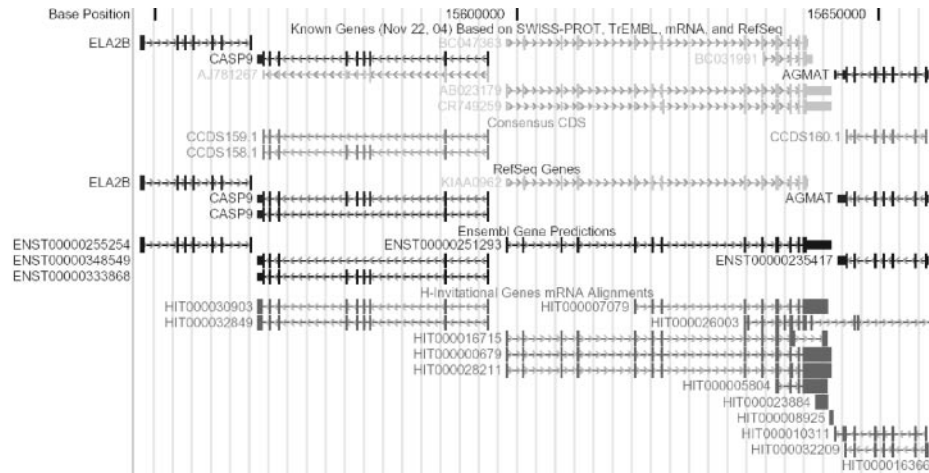 Base Position 15600000 15650000
Known Genes (Nov 22, 04) Based on SWISS-PROT, TrEMBL, mRNA, and RefSeq
ELA2B BC047363
CASP9 BC031991
AJ781267 AGMAT
AB023179
CR749259
Consensus CDS
CCDS159.1 CCDS160.1
CCDS158.1
RefSeq Genes
ELA2B KIAA0962
CASP9 AGMAT
CASP9
Ensembl Gene Predictions
ENST00000255254 ENST00000251293
ENST00000348549 ENST00000235417
ENST00000333868
H-Invitational Genes mRNA Alignments
HIT000030903 HIT000007079
HIT000032849 HIT000026003
HIT000016715
HIT000000679
HIT000028211
HIT000005804
HIT000023884
HIT000008925
HIT000010311
HIT000032209
HIT000016366